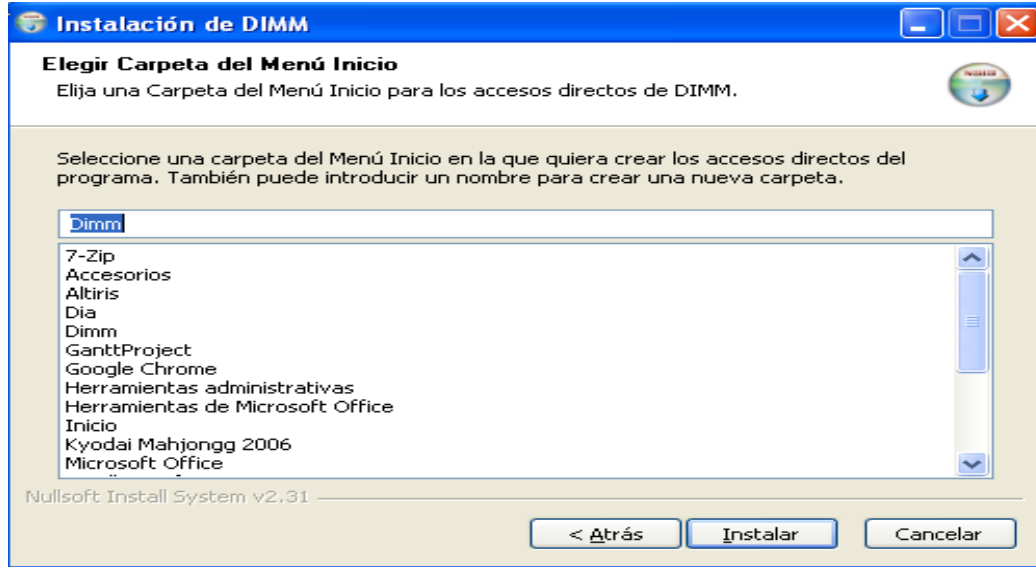 Instalación de DIMM
Elegir Carpeta del Menú Inicio
Elija una Carpeta del Menú Inicio para los accesos directos de DIMM.
Seleccione una carpeta del Menú Inicio en la que quiera crear los accesos directos del
programa. También puede introducir un nombre para crear una nueva carpeta.
Dimm
7-Zip
Accesorios
Altiris
Dia
Dimm
GanttProject
Google Chrome
Herramientas administrativas
Herramientas de Microsoft Office
Inicio
Kyodai Mahjongg 2006
Microsoft Office
Nullsoft Install System v2.31
< Atrás
Instalar
Cancelar